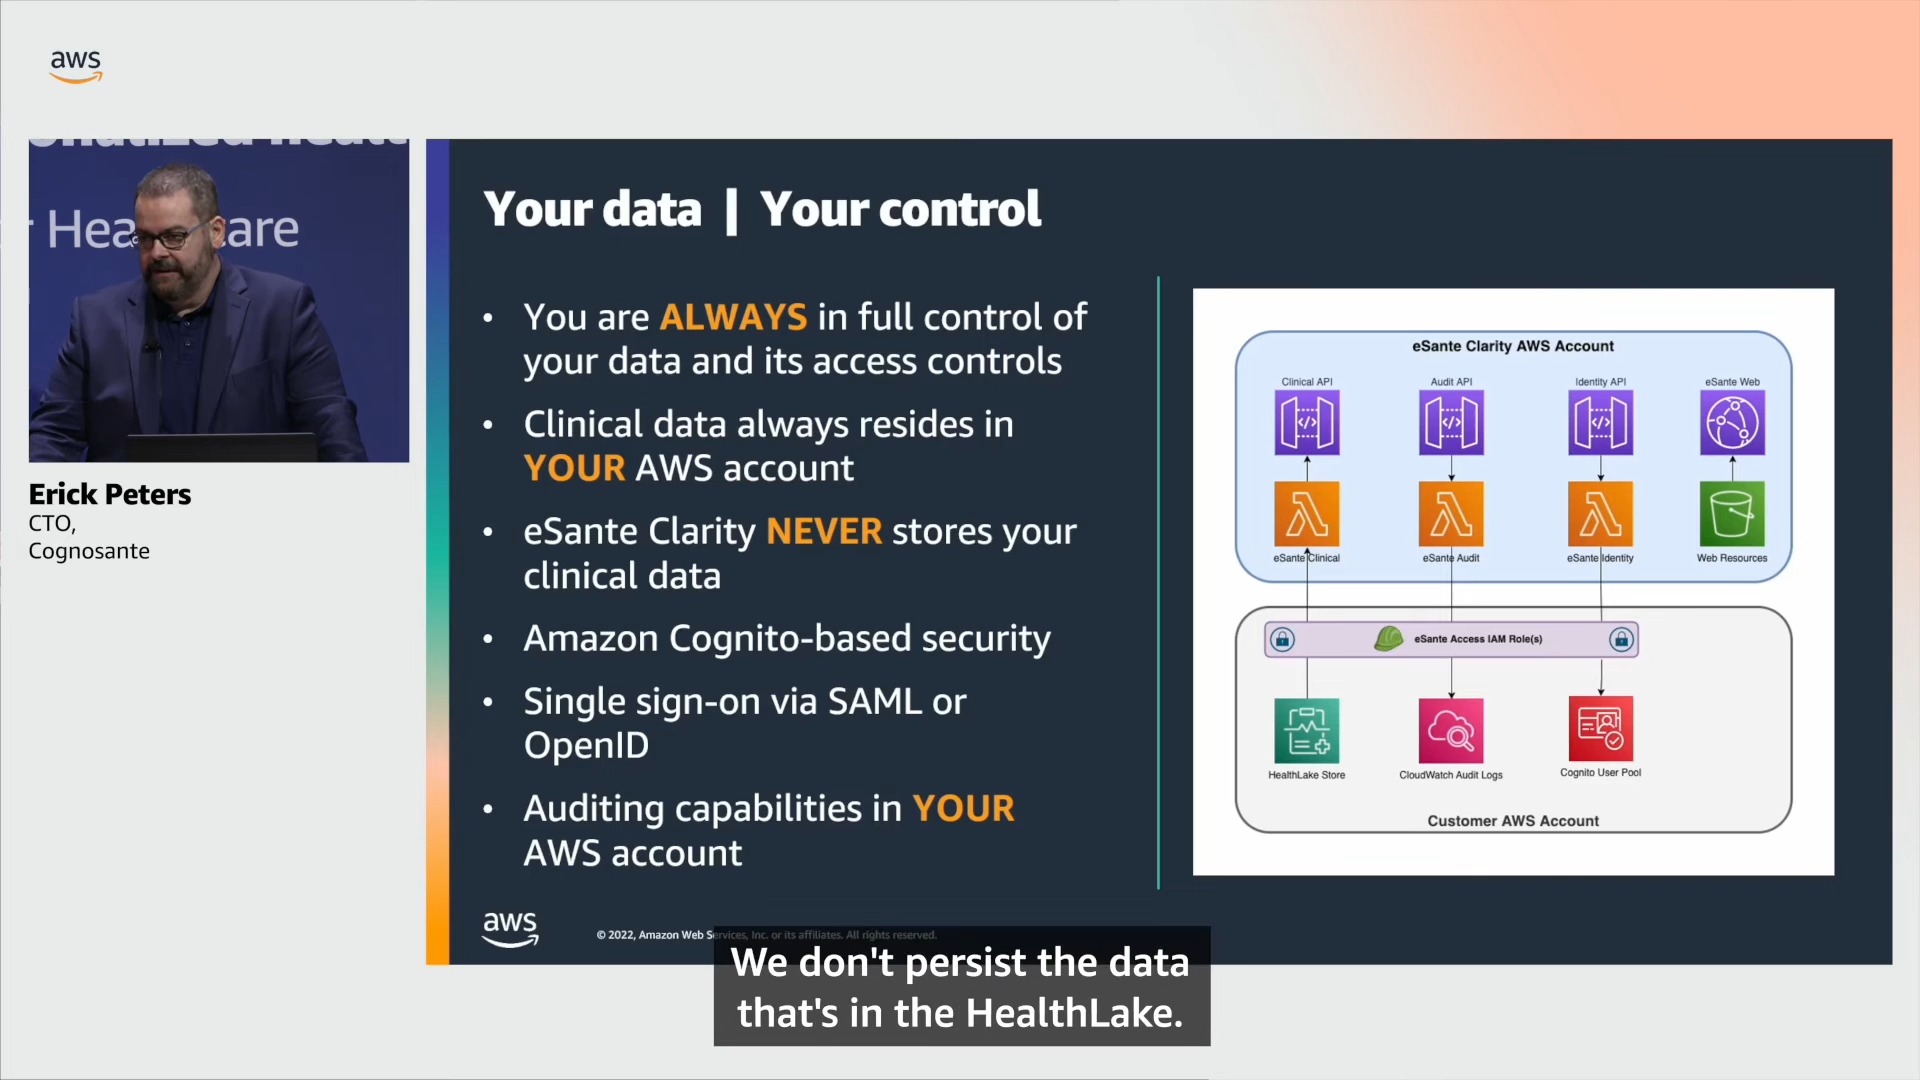 aws
r Hea care
Erick Peters
CTO,
Cognosante
Your data | Your control
• You are ALWAYS in full control of
your data and its access controls
• Clinical data always resides in
YOUR AWS account
• eSante Clarity NEVER stores your
clinical data
• Amazon Cognito-based security
• Single sign-on via SAML or
OpenID
• Auditing capabilities in YOUR
AWS account
eSante Clarity AWS Account
Clinical API
Audit API
Identity API
eSante Web
eSante Clinical
eSante Audit
eSante Identity
Web Resources
eSante Access IAM Role(s)
HealthLake Store
CloudWatch Audit Logs
Cognito User Pool
Customer AWS Account
aws
© 2022, Amazon Web Services, Inc. or its affiliates. All rights reserved.
We don't persist the data
that's in the HealthLake.